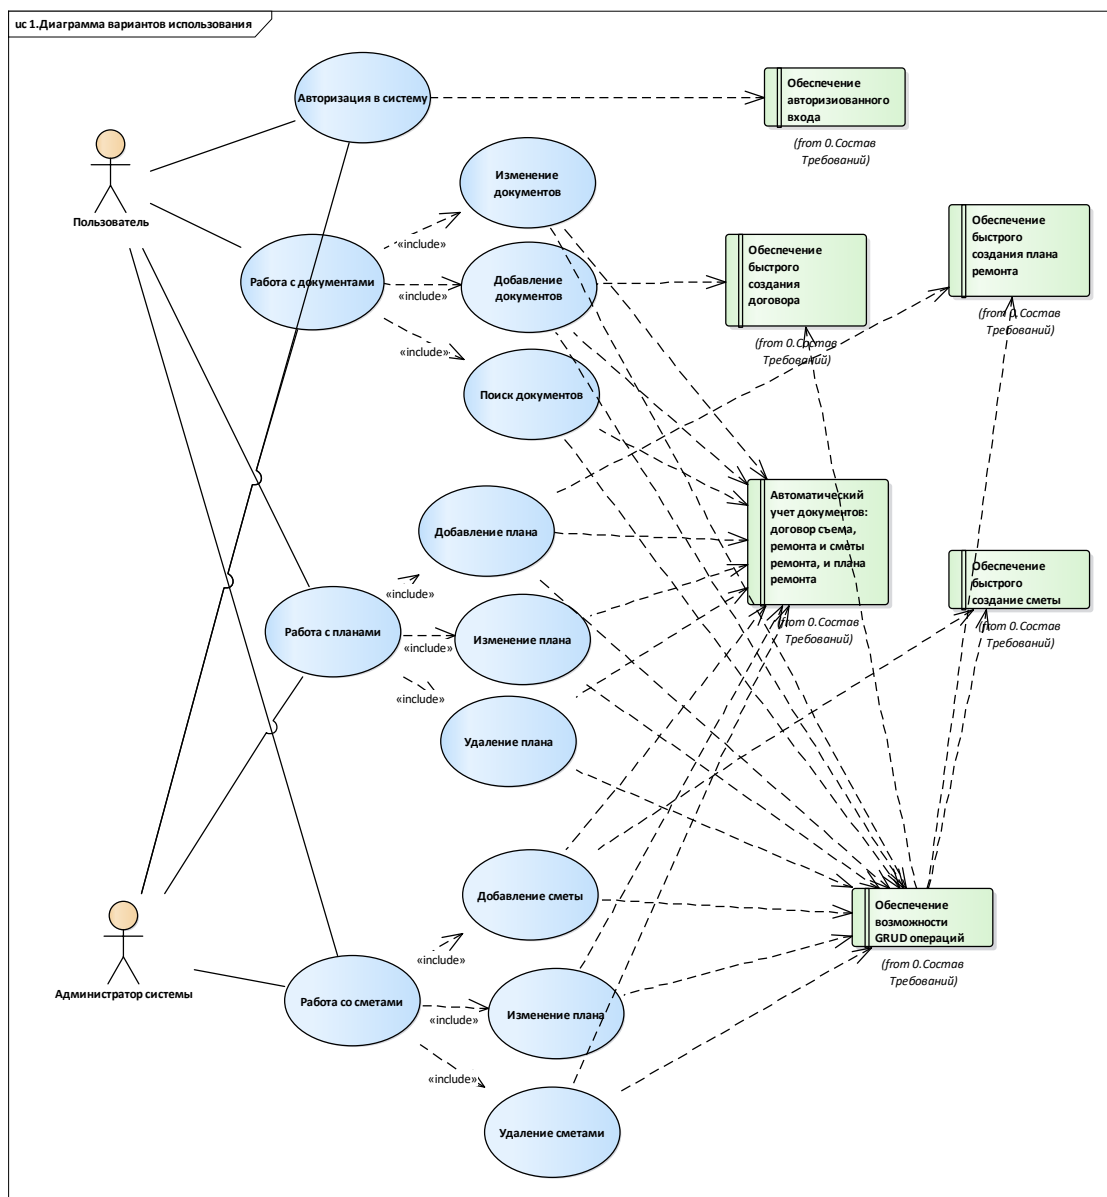 uc 1.Диаграмма вариантов использования
Авторизация в систему
Обеспечение
авторизиованного
входа
(from 0.Состав
Требований)
Пользователь
Изменение
документов
«include»
Работа с документами
Добавление
документов
«include»
Поиск документов
«include»
Обеспечение
быстрого
создания
договора
(from 0.Состав
Требований)
Обеспечение
быстрого
создания плана
ремонта
(from 0.Состав
Требований)
Автоматический
учет документов:
договор съема,
ремонта и сметы
ремонта, и плана
ремонта
(from 0.Состав
Требований)
Обеспечение
быстрого
создание сметы
(from 0.Состав
Требований)
Добавление плана
«include»
Работа с планами
Изменение плана
«include»
«include»
Удаление плана
Добавление сметы
«include»
Администратор системы
Работа со сметами
Изменение плана
«include»
«include»
Удаление сметами
Обеспечение
возможности
GRUD операций
(from 0.Состав
Требований)